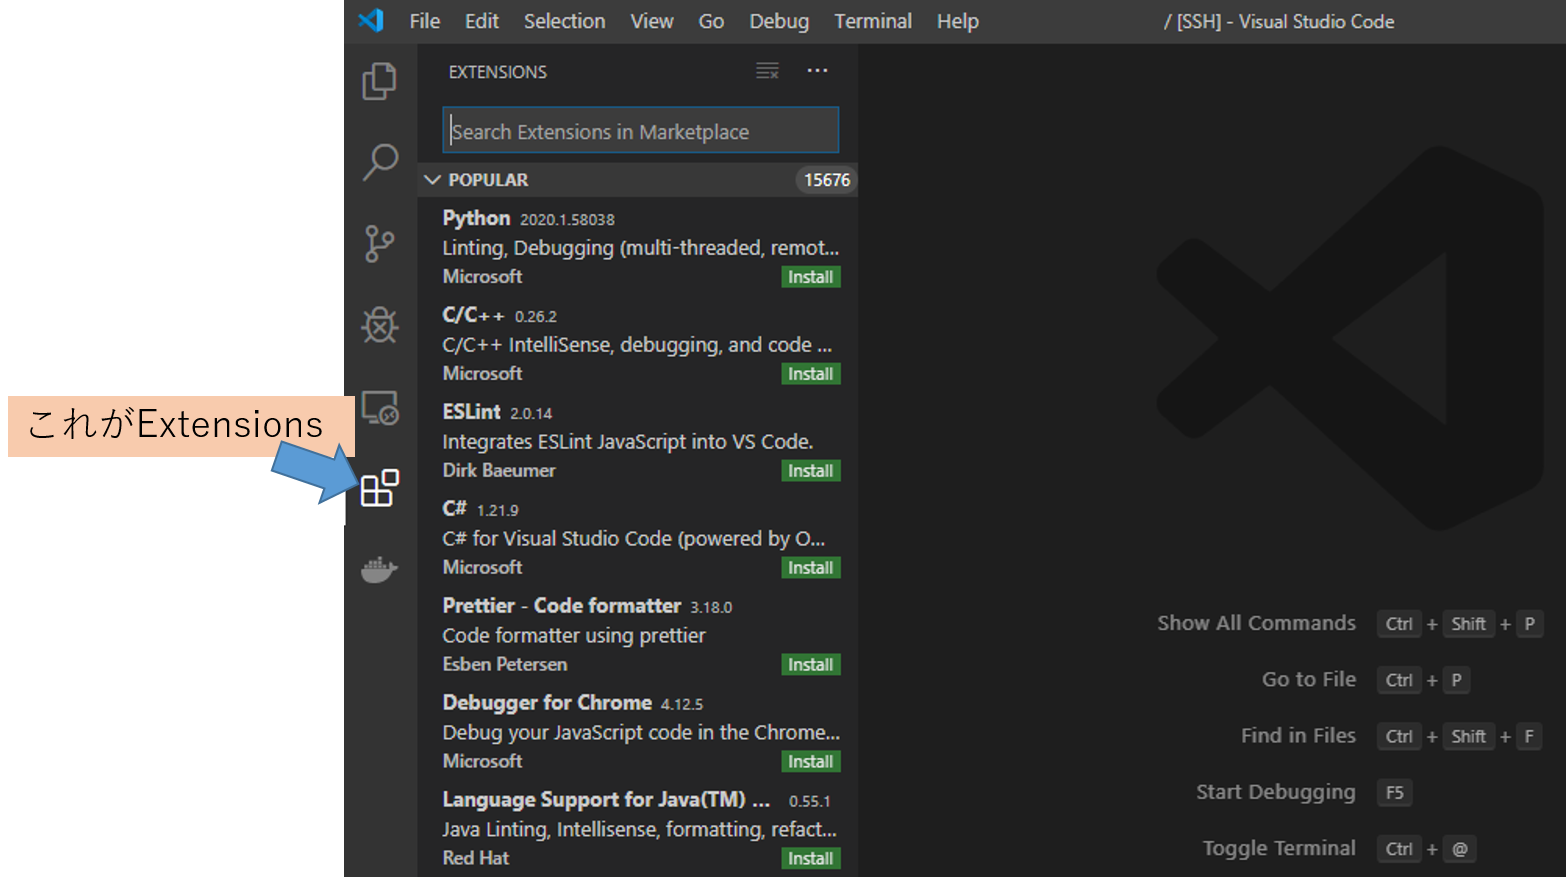 File Edit Selection View Go Debug Terminal Help / [SSH] - Visual Studio Code
EXTENSIONS
Search Extensions in Marketplace
POPULAR 15676
Python 2020.1.58038
Linting, Debugging (multi-threaded, remot...
Microsoft Install
C/C++ 0.26.2
C/C++ IntelliSense, debugging, and code ...
Microsoft Install
ESLint 2.0.14
Integrates ESLint JavaScript into VS Code.
Dirk Baeumer Install
C# 1.21.9
C# for Visual Studio Code (powered by O...
Microsoft Install
Prettier - Code formatter 3.18.0
Code formatter using prettier
Esben Petersen Install
Debugger for Chrome 4.12.5
Debug your JavaScript code in the Chrome...
Microsoft Install
Language Support for Java(TM) ... 0.55.1
Java Linting, Intellisense, formatting, refact...
Red Hat Install
これがExtensions
Show All Commands Ctrl + Shift + P
Go to File Ctrl + P
Find in Files Ctrl + Shift + F
Start Debugging F5
Toggle Terminal Ctrl + @